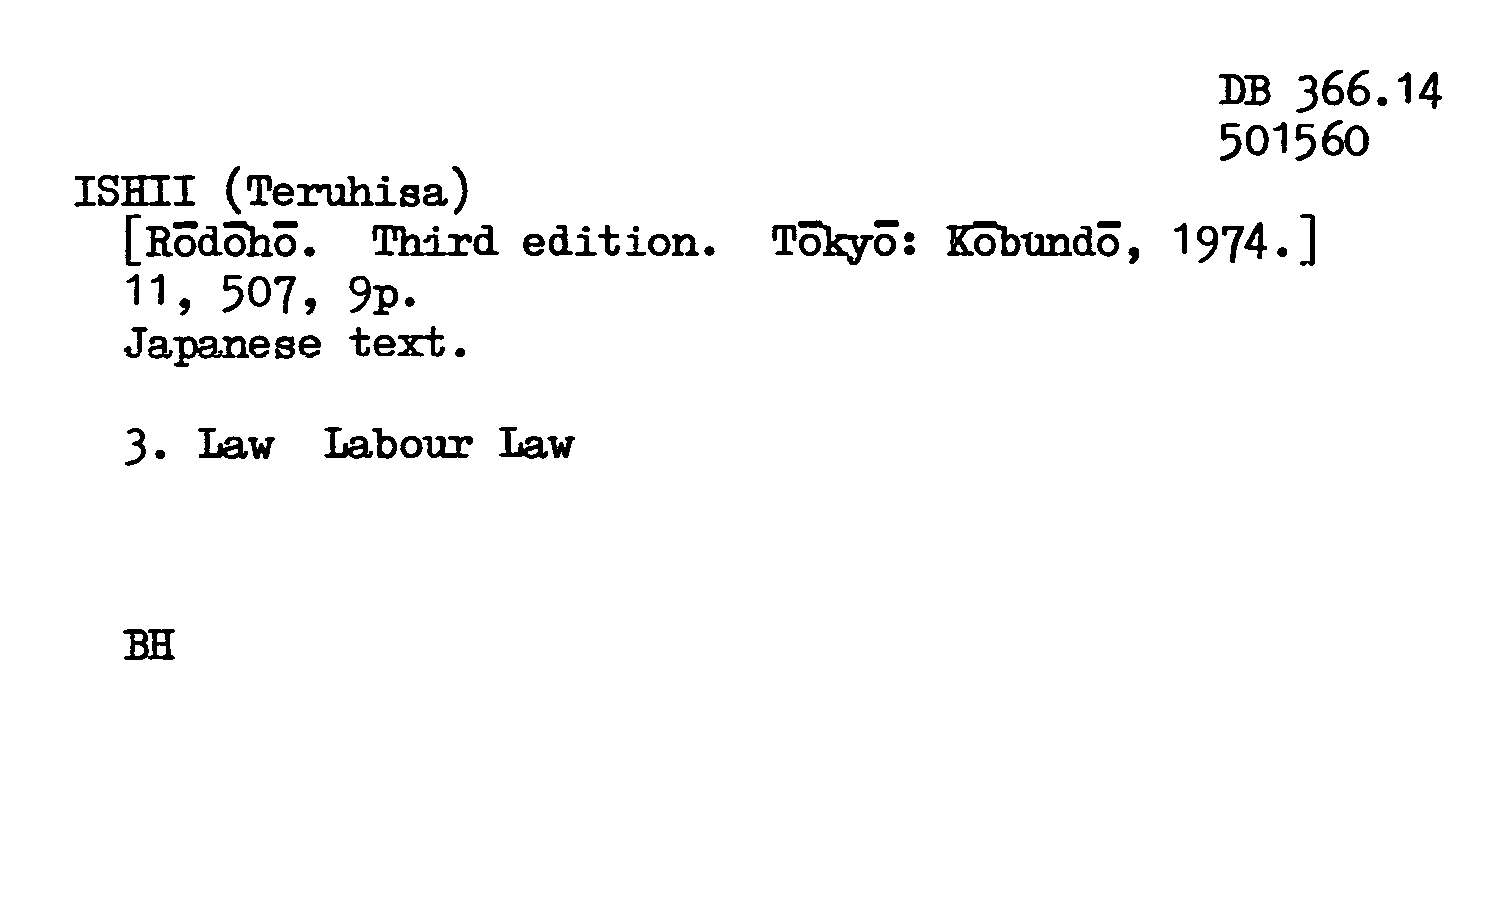 DB 366.14
501560
ISHII (Teruhisa)
[Rōdōhō. Third edition. Tōkyō: Kōbundō, 1974.]
11, 507, 9p.
Japanese text.
3. Law Labour Law
BH